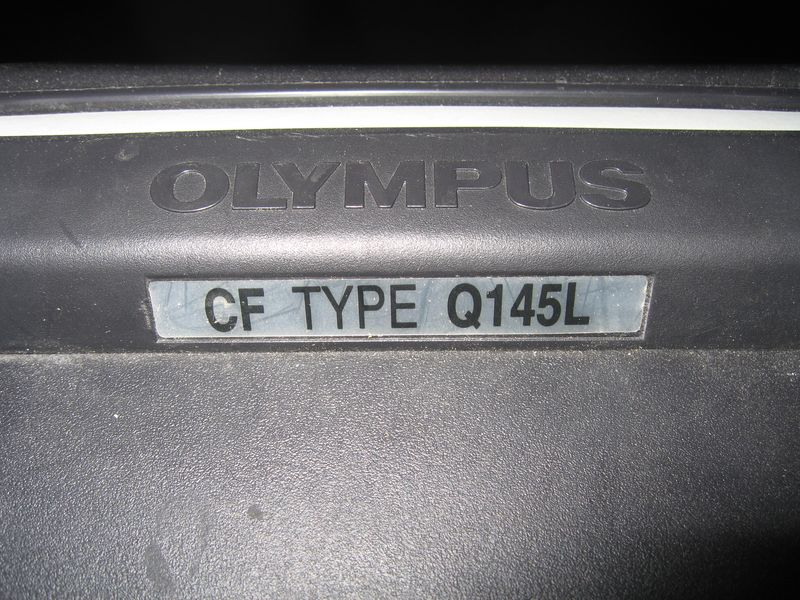 OLYMPUS
CF TYPE Q145L